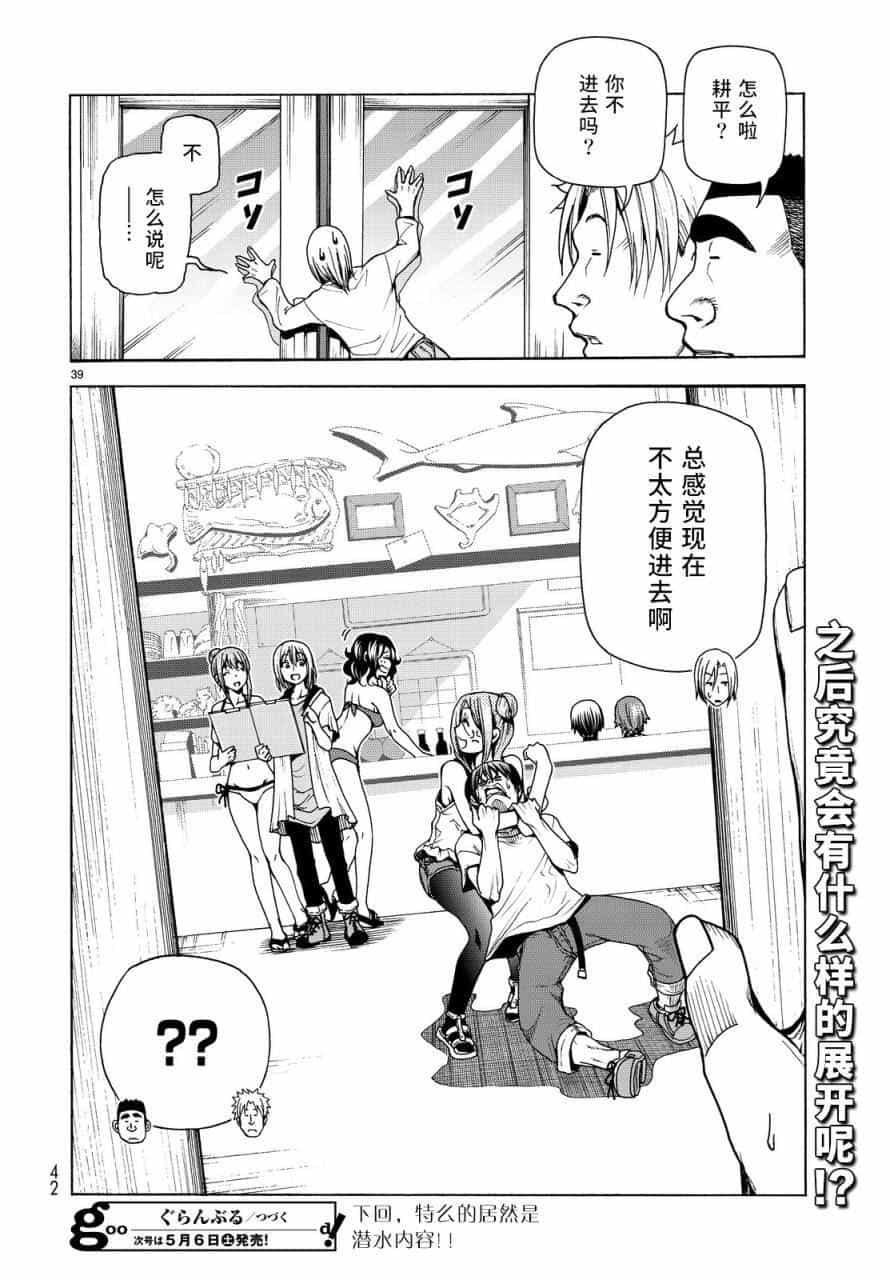 怎么啦
耕平？
你不
进去吗？
コソ
コソ
不
怎么说呢
——……
39
总感觉现在
不太方便进去啊
??
之后究竟会有什么样的展开呢!?
42
good!
ぐらんぶる／つづく
次号は5月6日㊏発売！
下回，特么的居然是
潜水内容！！